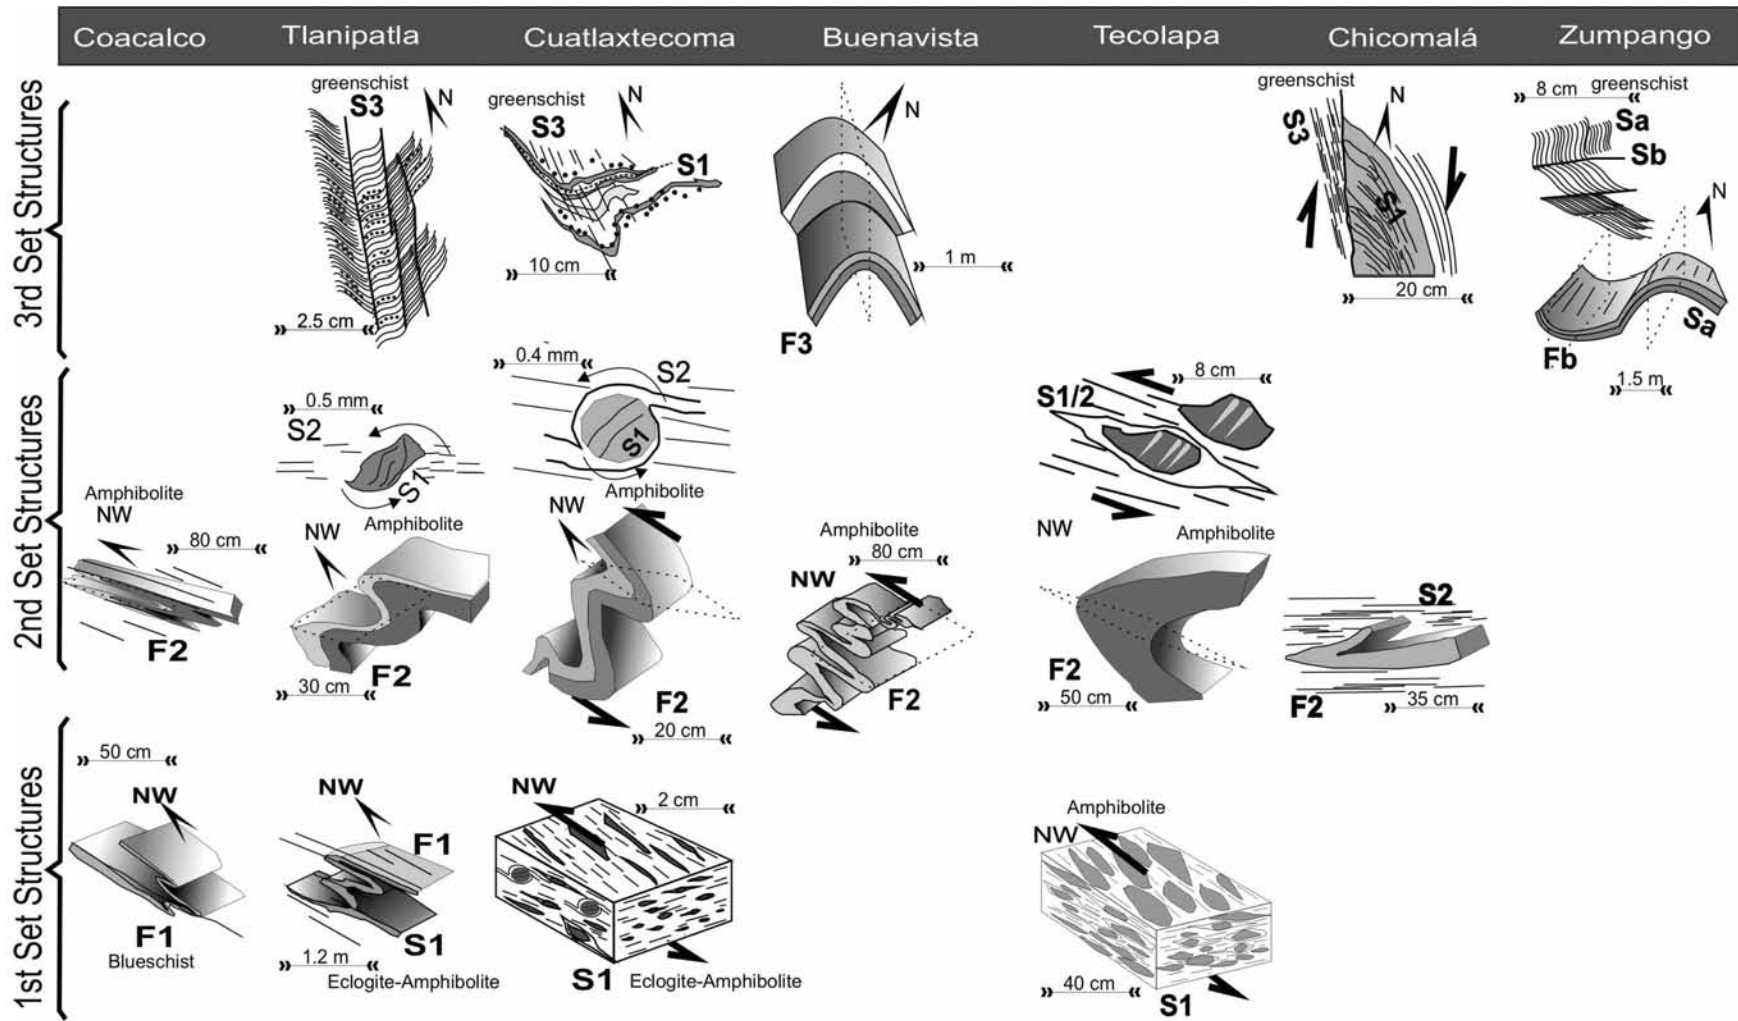 Coacalco Tlanipatla Cuatlaxtecoma Buenavista Tecolapa Chicomalá Zumpango
3rd Set Structures
greenschist
S3
N
2.5 cm
greenschist
S3
N
S1
10 cm
N
1 m
F3
greenschist
S3
N
S1
20 cm
8 cm greenschist
Sa
Sb
N
Sa
Fb
1.5 m
2nd Set Structures
Amphibolite
NW
80 cm
F2
0.5 mm
S2
S1
Amphibolite
NW
F2
30 cm
0.4 mm
S2
S1
Amphibolite
NW
F2
20 cm
Amphibolite
80 cm
NW
F2
8 cm
S1/2
NW Amphibolite
F2
50 cm
S2
F2
35 cm
1st Set Structures
50 cm
NW
F1
Blueschist
NW
F1
S1
1.2 m
Eclogite-Amphibolite
NW
2 cm
S1
Eclogite-Amphibolite
Amphibolite
NW
40 cm
S1